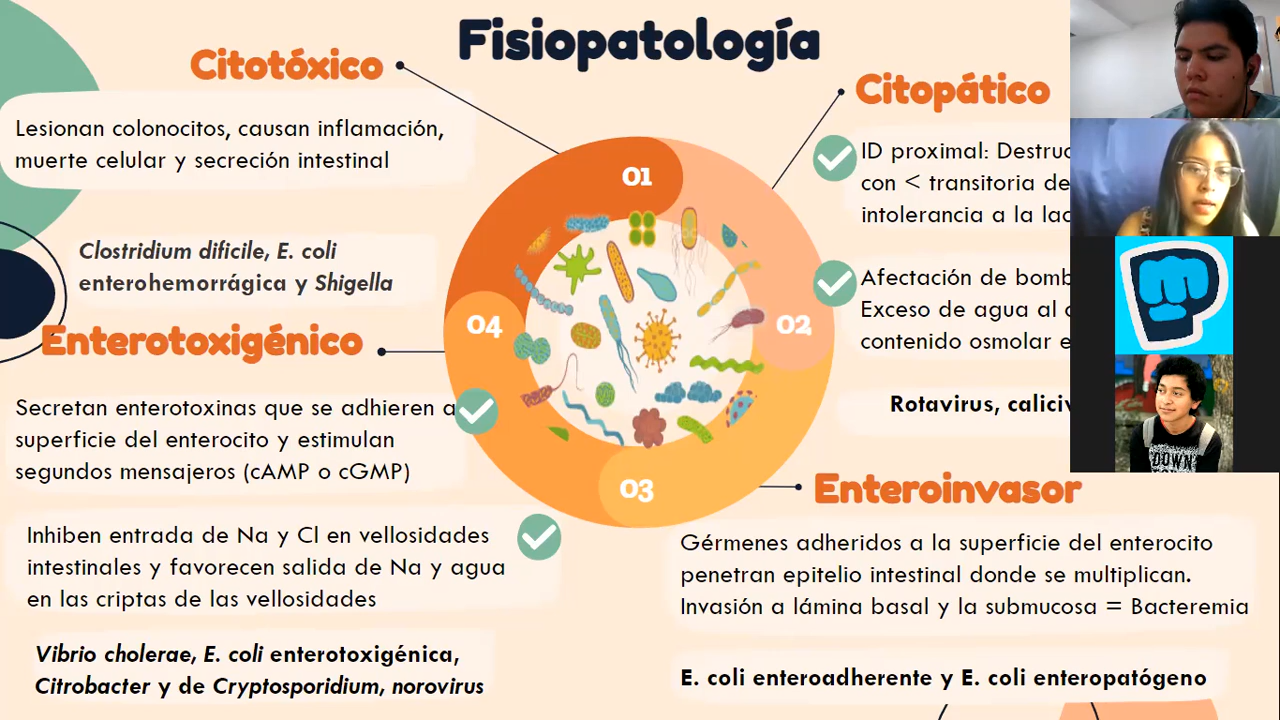 Fisiopatología
Citotóxico
Lesionan colonocitos, causan inflamación,
muerte celular y secreción intestinal
Clostridium dificile, E. coli
enterohemorrágica y Shigella
Enterotoxigénico
Secretan enterotoxinas que se adhieren a
superficie del enterocito y estimulan
segundos mensajeros (cAMP o cGMP)
Inhiben entrada de Na y Cl en vellosidades
intestinales y favorecen salida de Na y agua
en las criptas de las vellosidades
Vibrio cholerae, E. coli enterotoxigénica,
Citrobacter y de Cryptosporidium, norovirus
01
02
03
04
Citopático
ID proximal:
con < transitoria de
intolerancia a la
Afectación de
Exceso de agua al
contenido osmolar
Rotavirus,
Enteroinvasor
Gérmenes adheridos a la superficie del enterocito
penetran epitelio intestinal donde se multiplican.
Invasión a lámina basal y la submucosa = Bacteremia
E. coli enteroadherente y E. coli enteropatógeno
DOWN